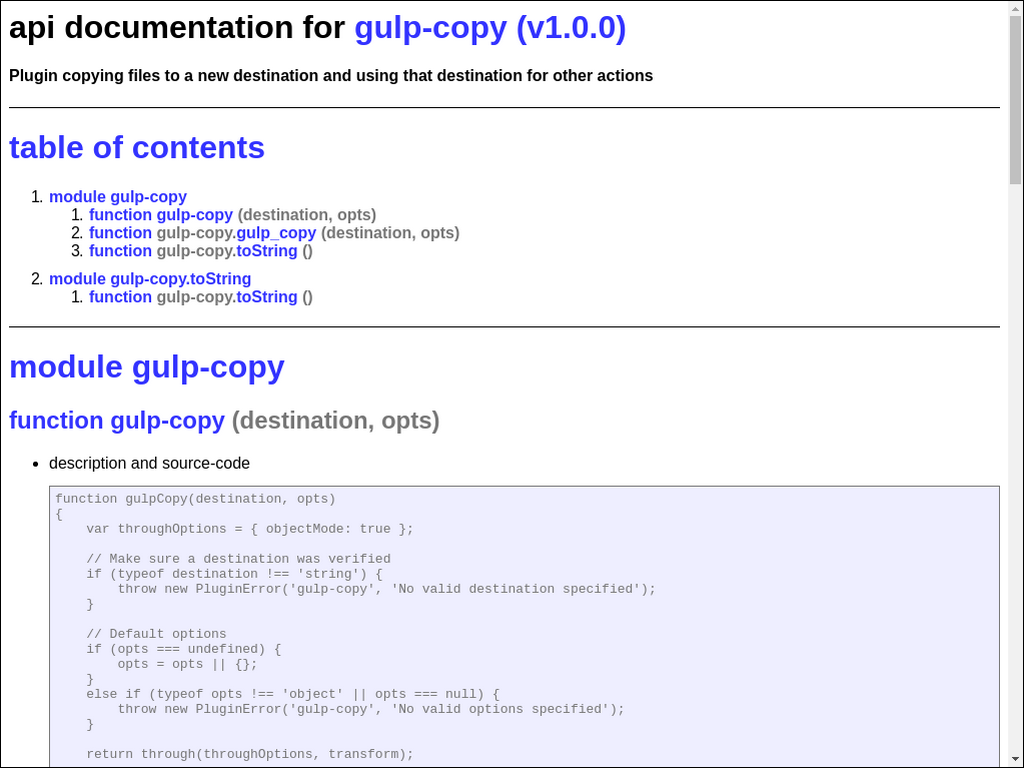 api documentation for gulp-copy (v1.0.0)
Plugin copying files to a new destination and using that destination for other actions
table of contents
1. module gulp-copy
1. function gulp-copy (destination, opts)
2. function gulp-copy.gulp_copy (destination, opts)
3. function gulp-copy.toString ()
2. module gulp-copy.toString
1. function gulp-copy.toString ()
module gulp-copy
function gulp-copy (destination, opts)
• description and source-code
function gulpCopy(destination, opts)
{
    var throughOptions = { objectMode: true };

    // Make sure a destination was verified
    if (typeof destination !== 'string') {
        throw new PluginError('gulp-copy', 'No valid destination specified');
    }

    // Default options
    if (opts === undefined) {
        opts = opts || {};
    }
    else if (typeof opts !== 'object' || opts === null) {
        throw new PluginError('gulp-copy', 'No valid options specified');
    }

    return through(throughOptions, transform);